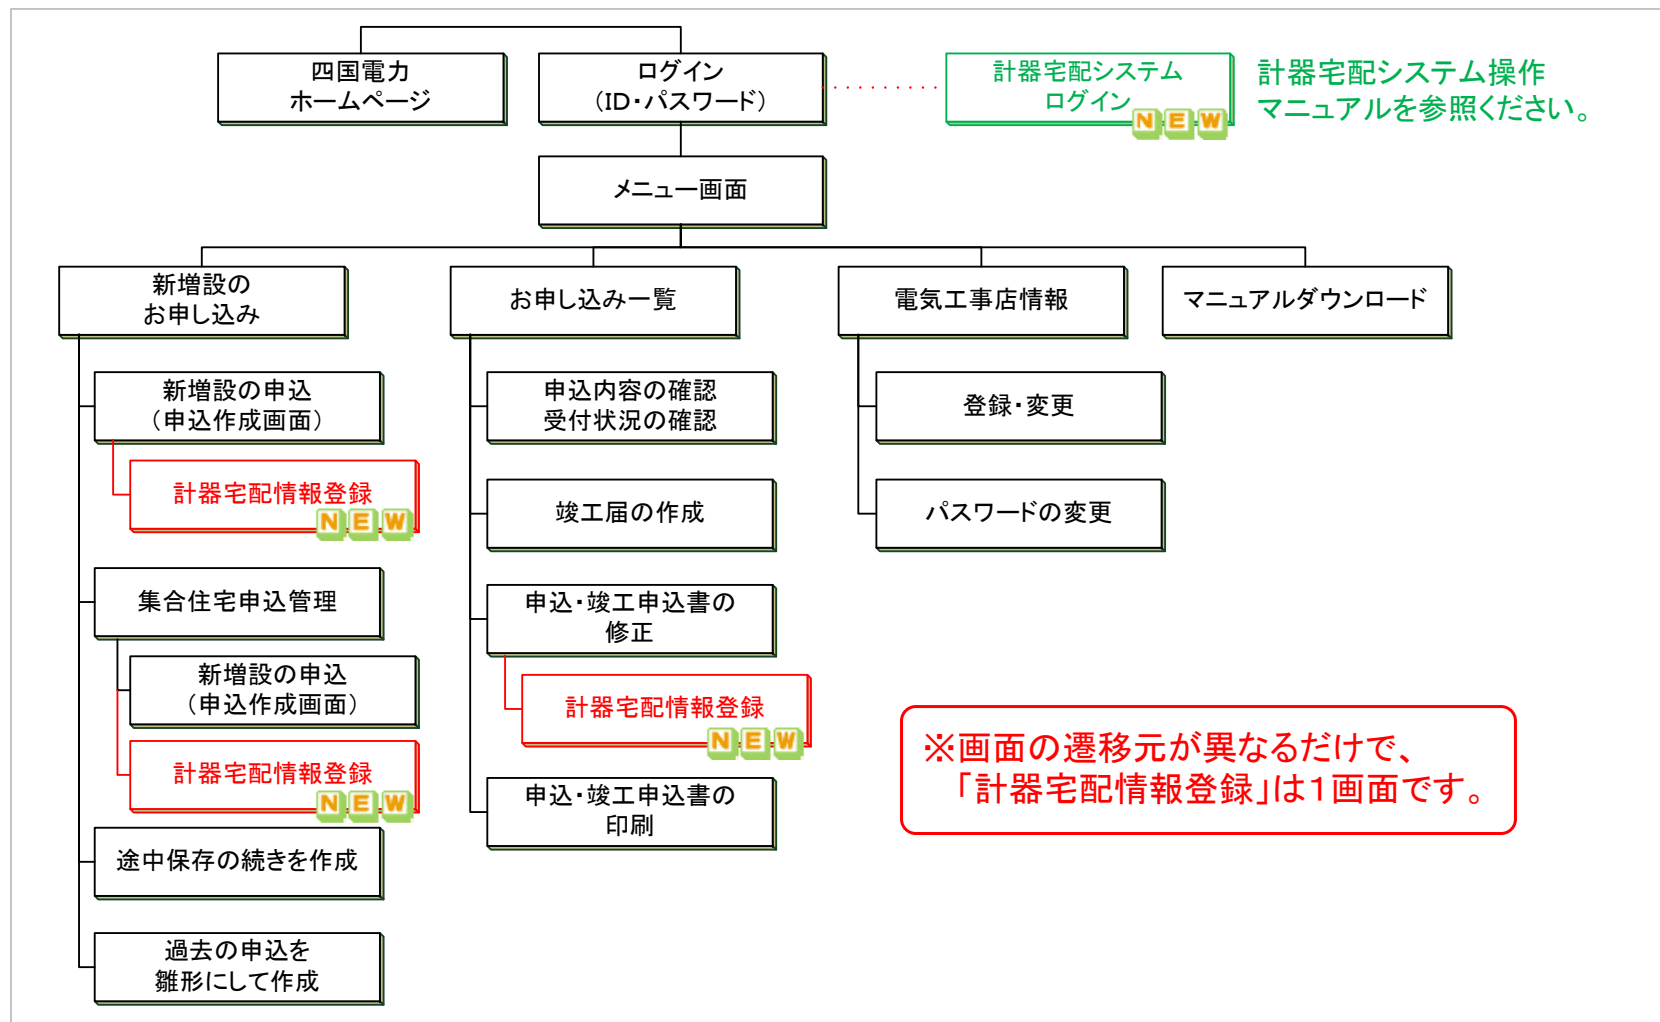 四国電力
ホームページ
ログイン
（ID・パスワード）
計器宅配システム
ログイン
NEW
計器宅配システム操作
マニュアルを参照ください。
メニュー画面
新増設の
お申し込み
お申し込み一覧
電気工事店情報
マニュアルダウンロード
新増設の申込
（申込作成画面）
計器宅配情報登録
NEW
集合住宅申込管理
新増設の申込
（申込作成画面）
計器宅配情報登録
NEW
途中保存の続きを作成
過去の申込を
雛形にして作成
申込内容の確認
受付状況の確認
竣工届の作成
申込・竣工申込書の
修正
計器宅配情報登録
NEW
申込・竣工申込書の
印刷
登録・変更
パスワードの変更
※画面の遷移元が異なるだけで、
「計器宅配情報登録」は１画面です。